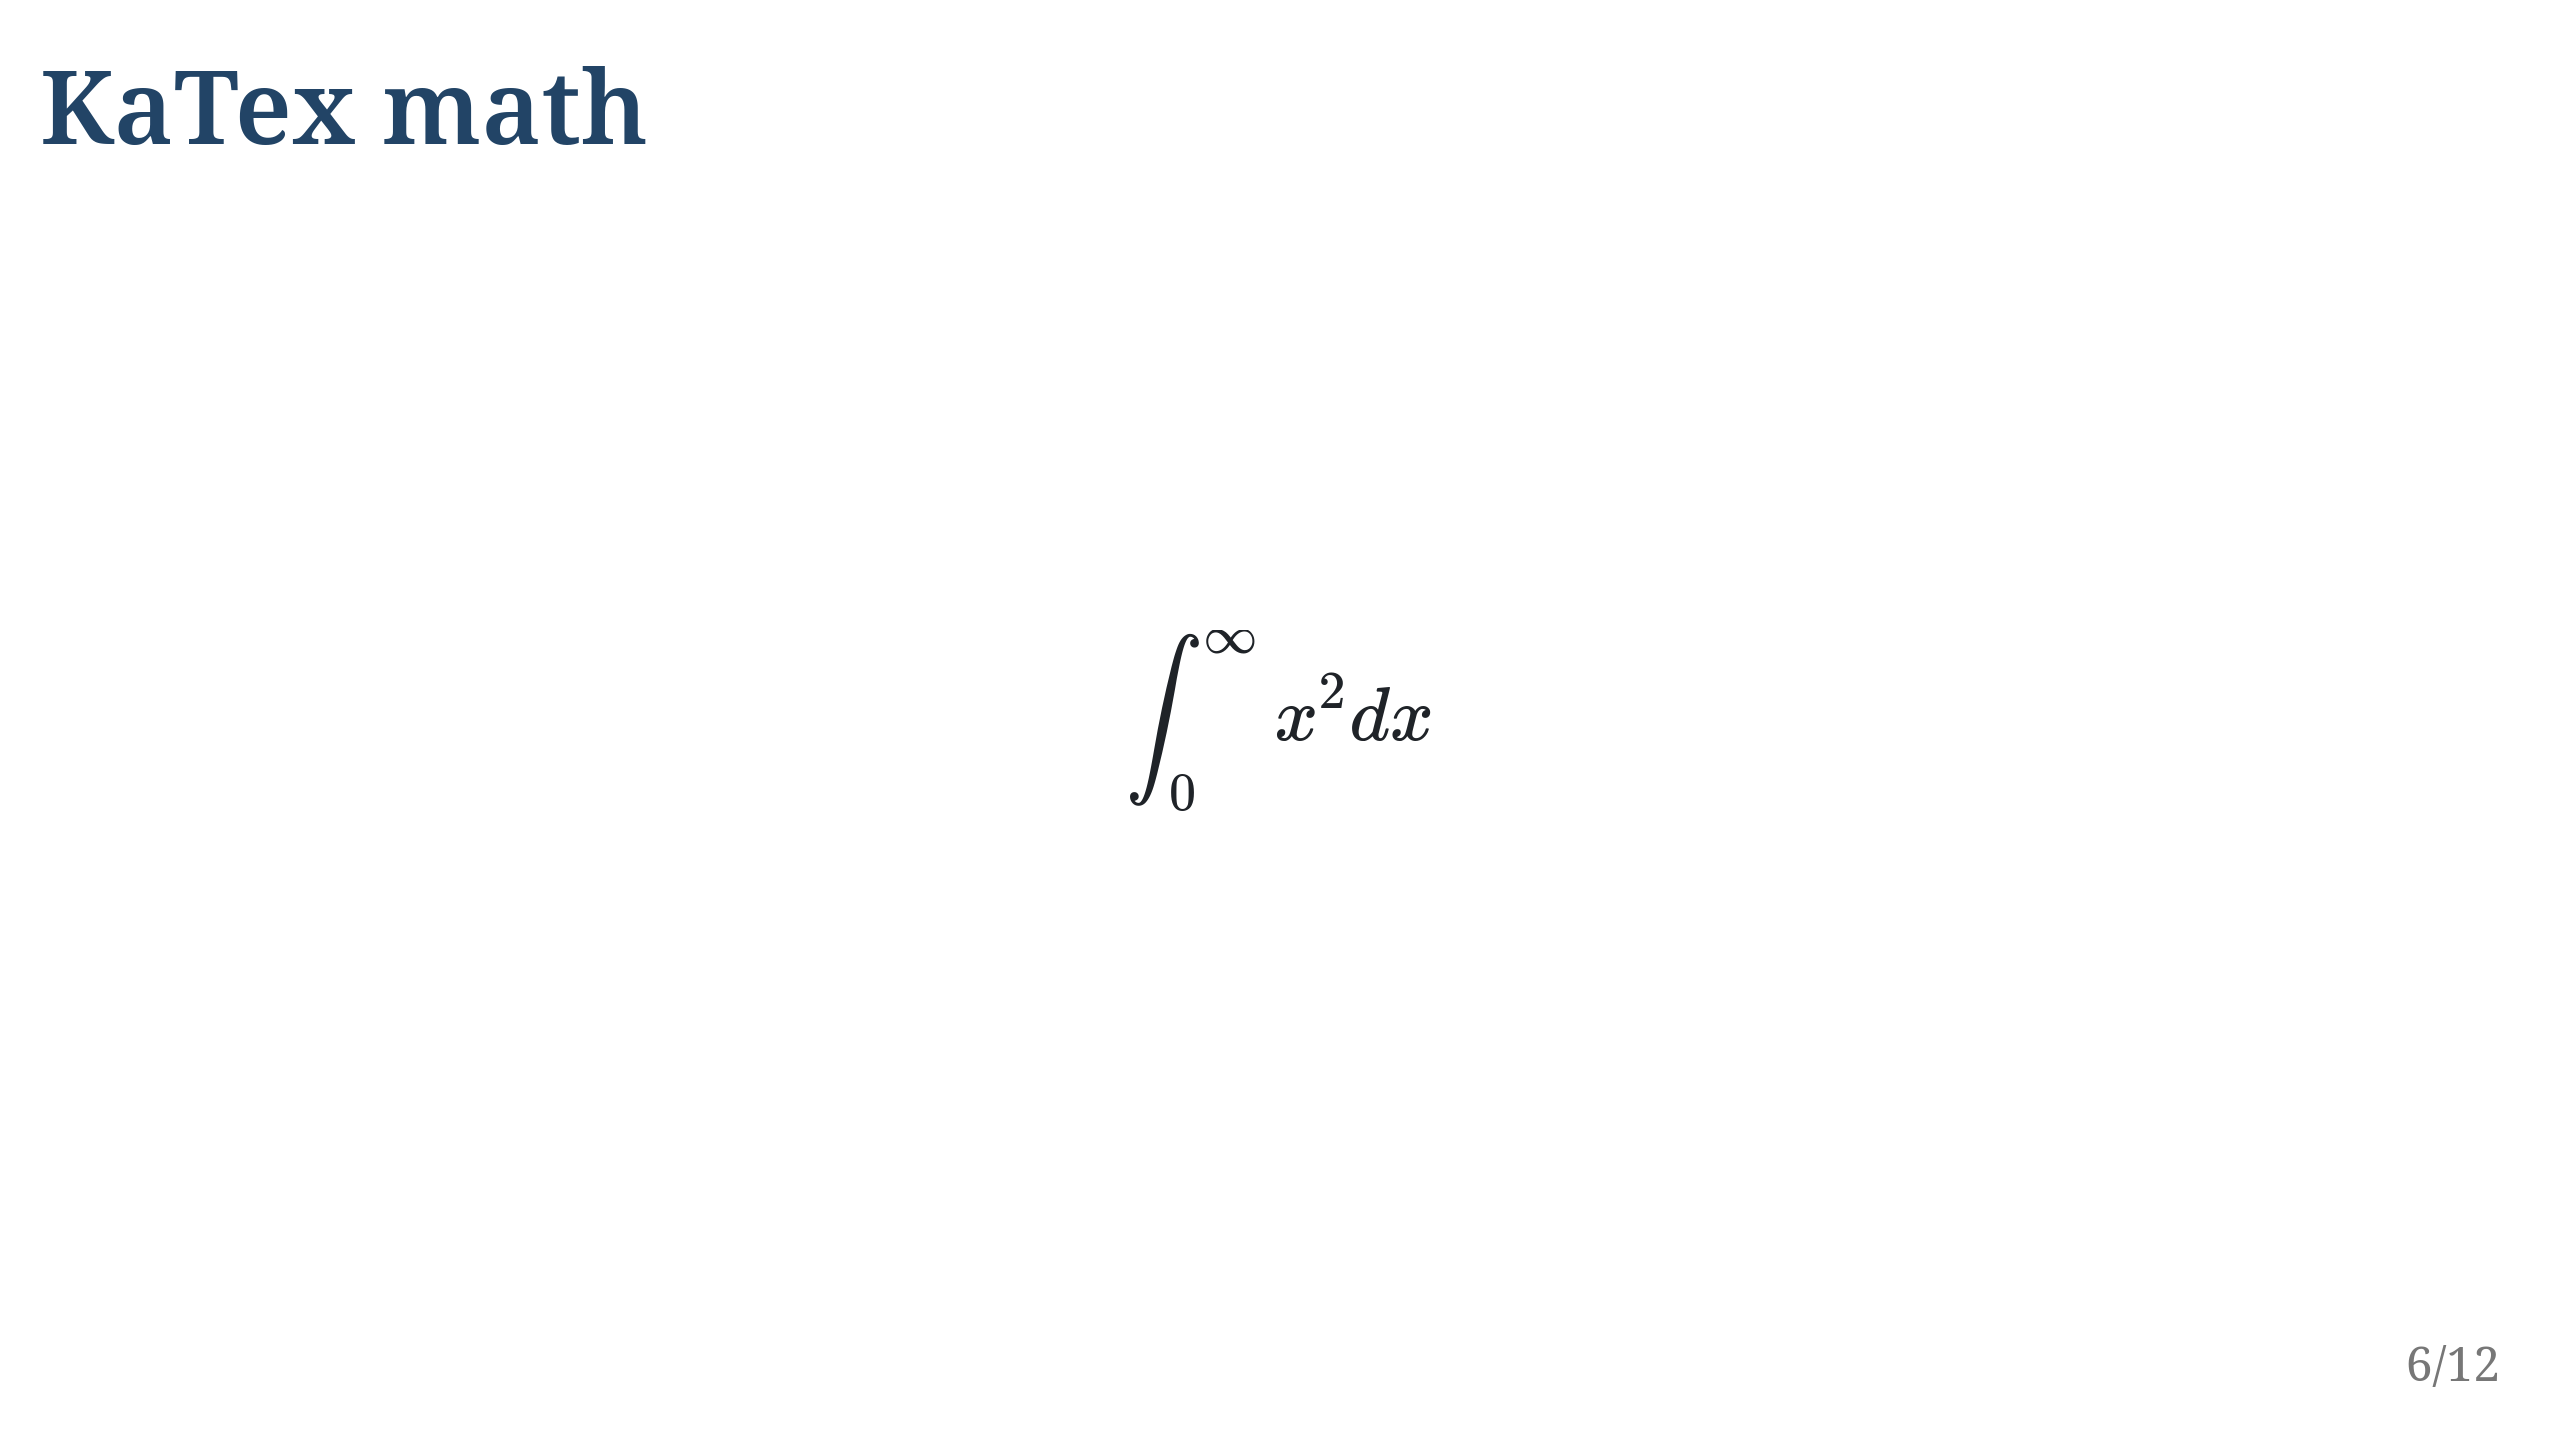 KaTex math
∫₀^∞ x²dx
6/12